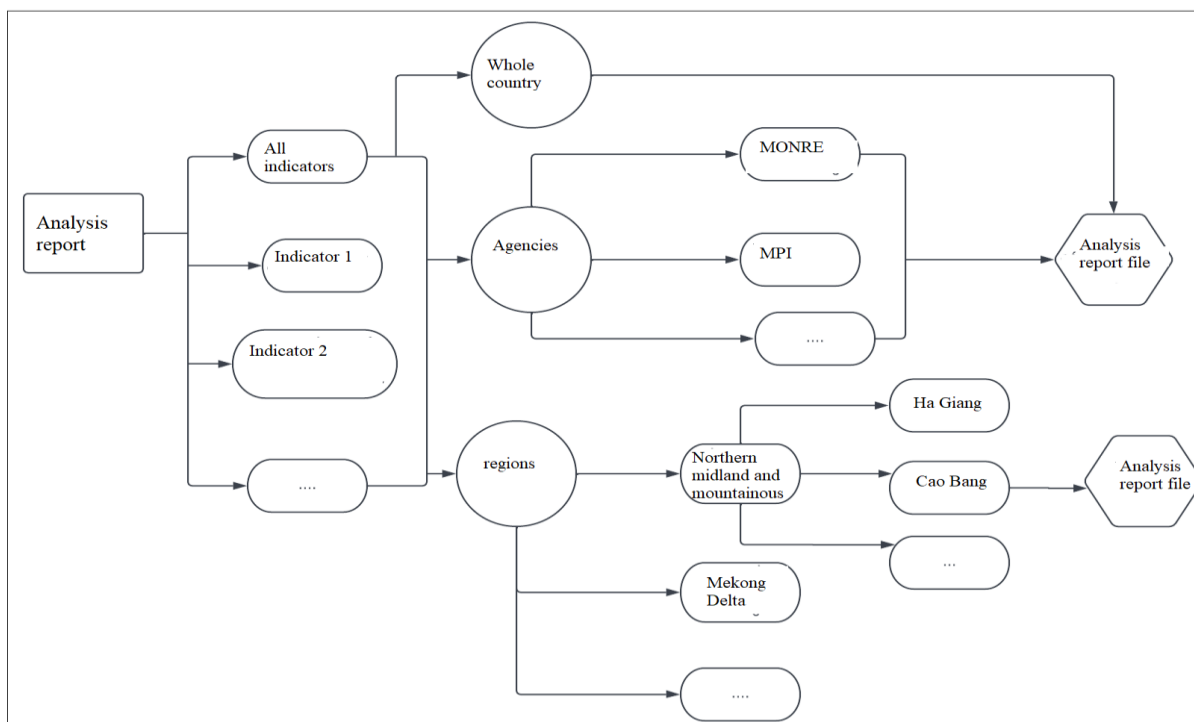 Whole
country
All
indicators
MONRE
Analysis
report
Indicator 1
Agencies
MPI
Analysis
report file
Indicator 2
....
Ha Giang
regions
Northern
midland and
mountainous
Cao Bang
Analysis
report file
....
...
Mekong
Delta
....